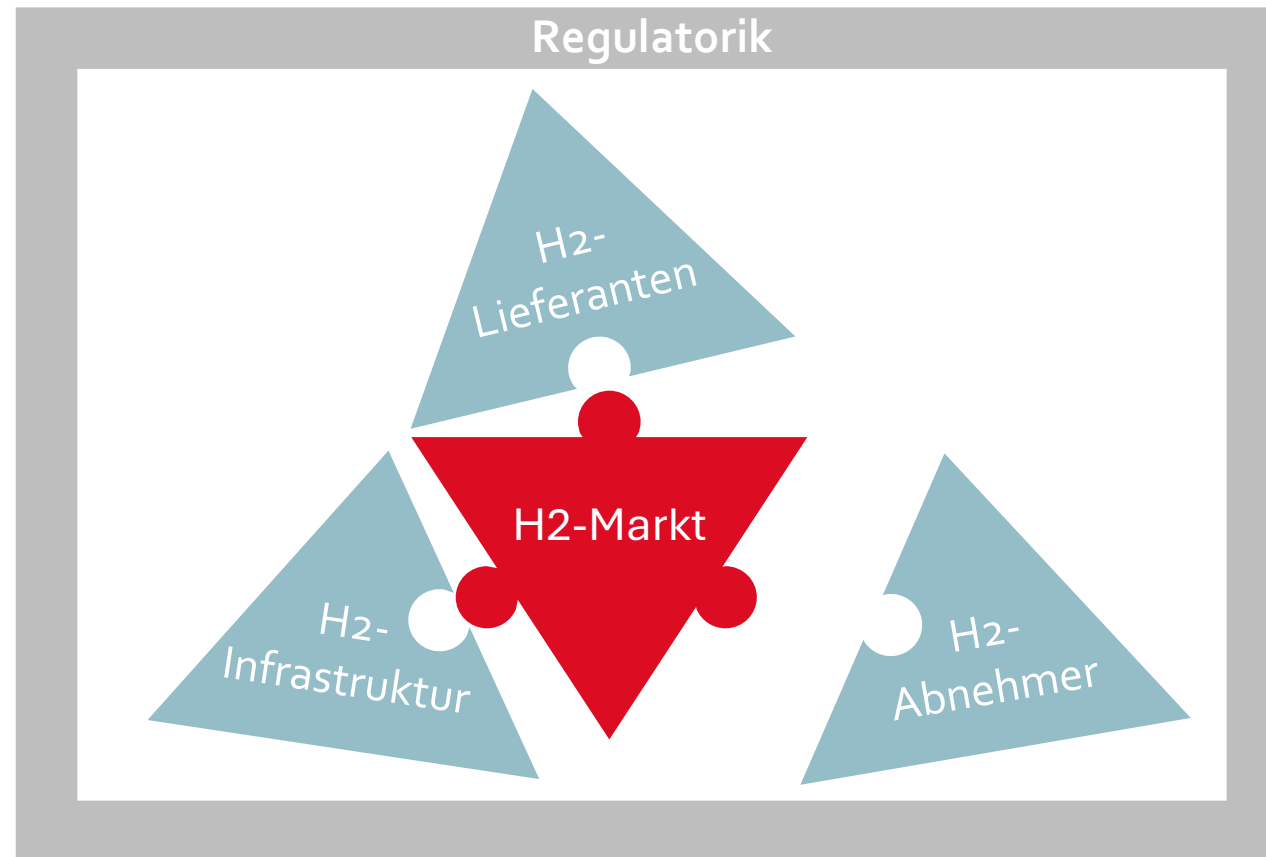 Regulatorik
H2-
Lieferanten
H2-Markt
H2-
Infrastruktur
H2-
Abnehmer